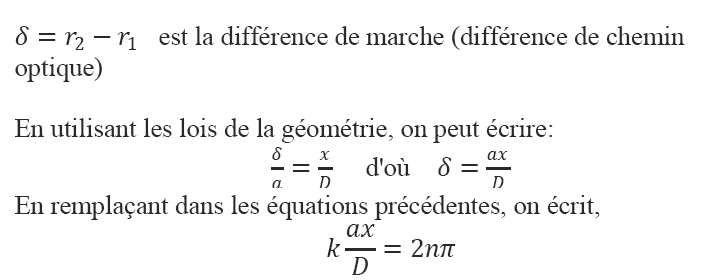 δ = r₂ − r₁ est la différence de marche (différence de chemin
optique)
En utilisant les lois de la géométrie, on peut écrire:
δ/a = x/D d'où δ = ax/D
En remplaçant dans les équations précédentes, on écrit,
k ax/D = 2nπ